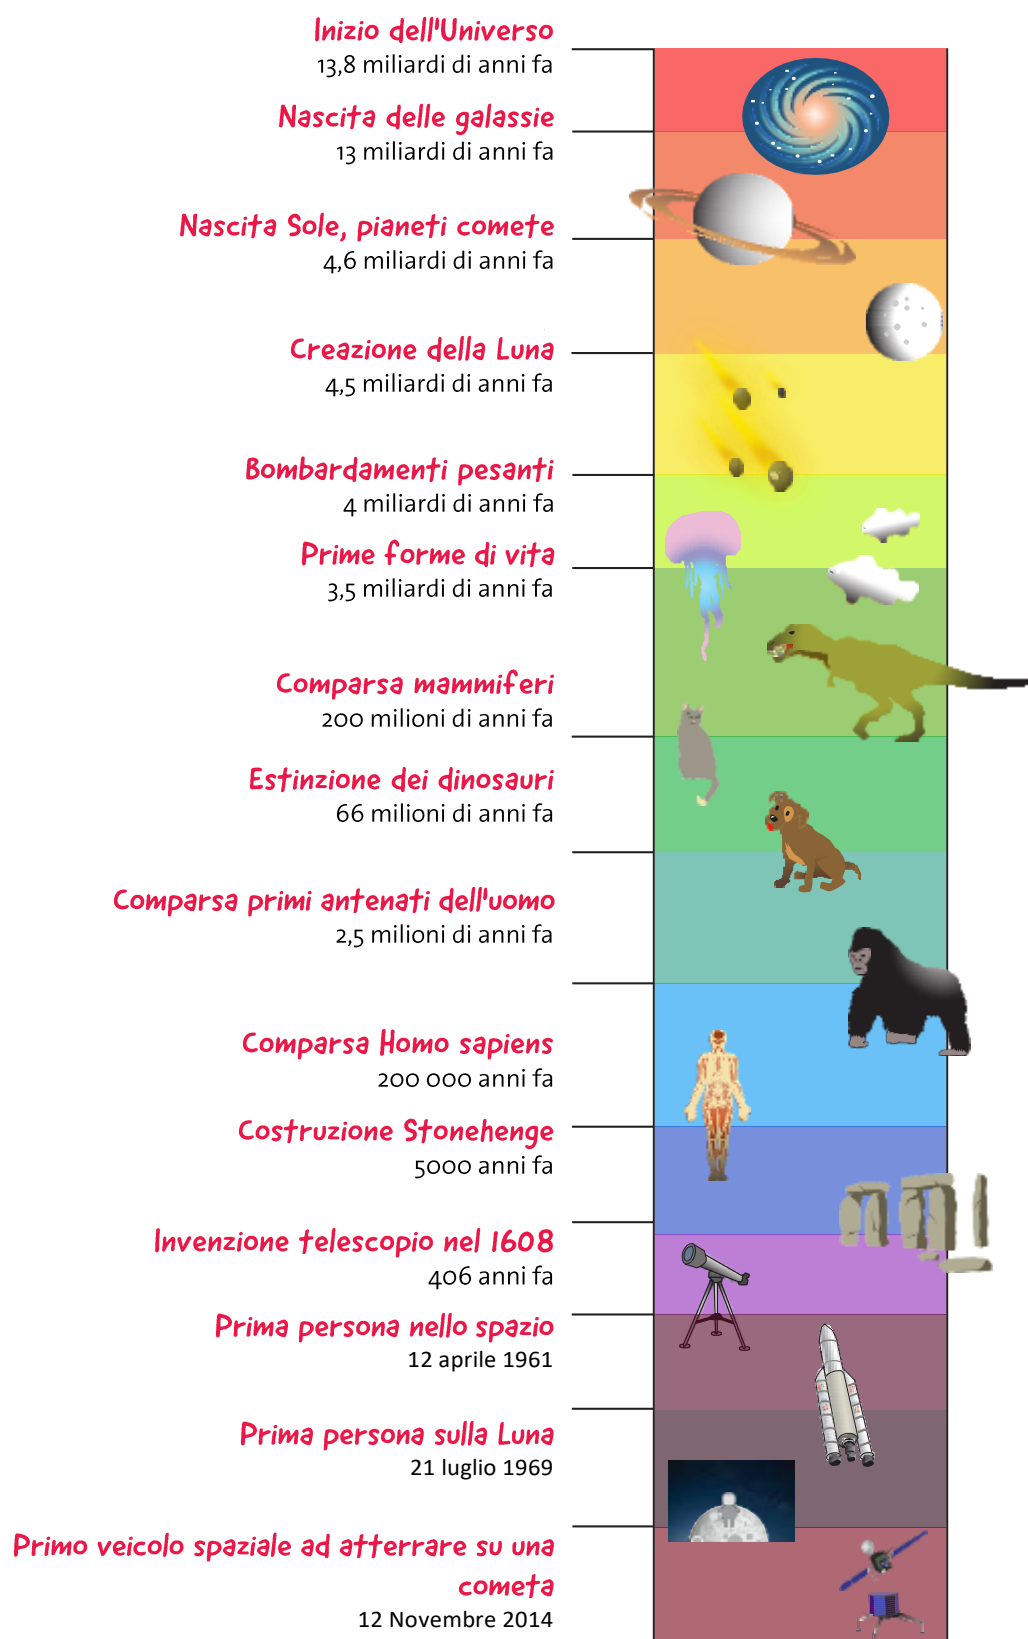 Inizio dell'Universo
13,8 miliardi di anni fa
Nascita delle galassie
13 miliardi di anni fa
Nascita Sole, pianeti comete
4,6 miliardi di anni fa
Creazione della Luna
4,5 miliardi di anni fa
Bombardamenti pesanti
4 miliardi di anni fa
Prime forme di vita
3,5 miliardi di anni fa
Comparsa mammiferi
200 milioni di anni fa
Estinzione dei dinosauri
66 milioni di anni fa
Comparsa primi antenati dell'uomo
2,5 milioni di anni fa
Comparsa Homo sapiens
200 000 anni fa
Costruzione Stonehenge
5000 anni fa
Invenzione telescopio nel 1608
406 anni fa
Prima persona nello spazio
12 aprile 1961
Prima persona sulla Luna
21 luglio 1969
Primo veicolo spaziale ad atterrare su una
cometa
12 Novembre 2014